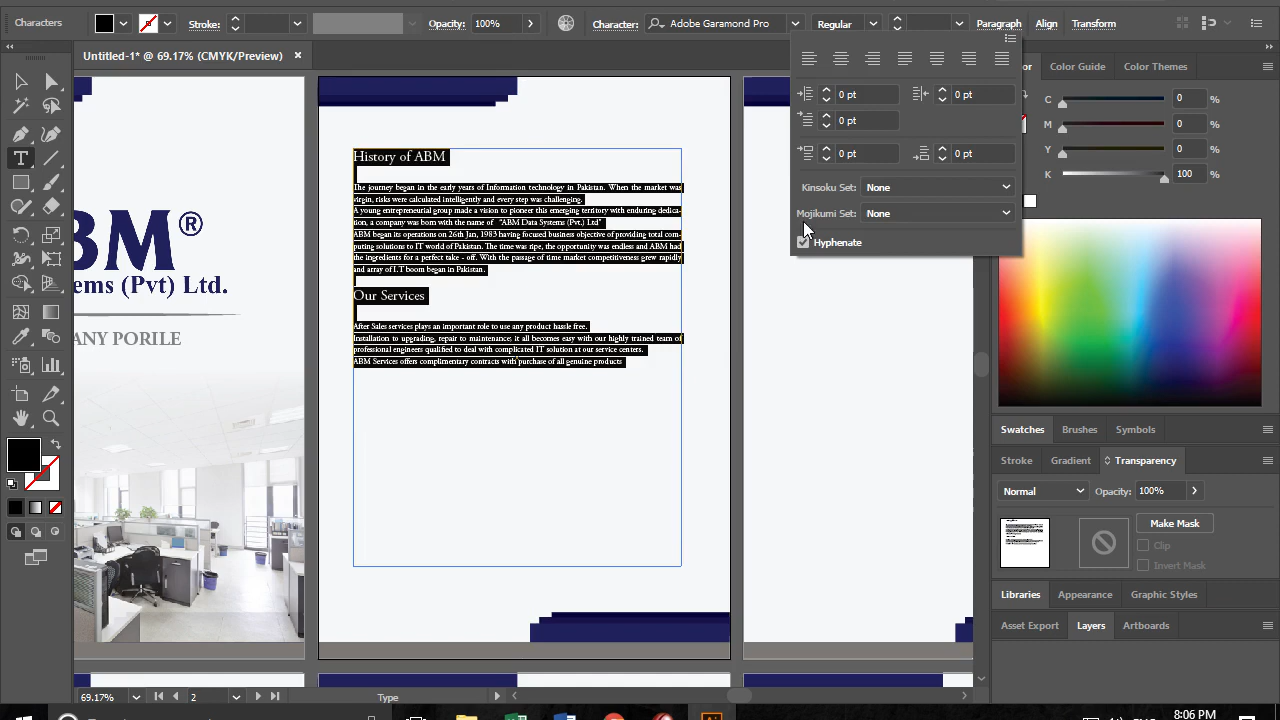 Characters
Stroke:
Opacity: 100%
Character: Adobe Garamond Pro
Regular
Paragraph
Align
Transform
Untitled-1* @ 69.17% (CMYK/Preview) ×
Color Guide
Color Themes
0 pt
0 pt
0 pt
0 pt
0 pt
Kinsoku Set: None
Mojikumi Set: None
Hyphenate
C 0 %
M 0 %
Y 0 %
K 100 %
BM®
ems (Pvt) Ltd.
ANY PORILE
History of ABM
The journey began in the early years of Information technology in Pakistan. When the market was
virgin, risks were calculated intelligently and every step was challenging.
A young entrepreneurial group made a vision to pioneer this emerging territory with enduring dedica-
tion, a company was born with the name of "ABM Data Systems (Pvt.) Ltd"
ABM began its operations on 26th Jan, 1983 having focused business objective of providing total com-
puting solutions to IT world of Pakistan. The time was ripe, the opportunity was endless and ABM had
the ingredients for a perfect take - off. With the passage of time market competitiveness grew rapidly
and array of I.T boom began in Pakistan.
Our Services
After Sales services plays an important role to use any product hassle free.
Installation to upgrading, repair to maintenance; it all becomes easy with our highly trained team of
professional engineers qualified to deal with complicated IT solution at our service centers.
ABM Services offers complimentary contracts with purchase of all genuine products
Swatches
Brushes
Symbols
Stroke
Gradient
Transparency
Normal
Opacity: 100%
Make Mask
Clip
Invert Mask
Libraries
Appearance
Graphic Styles
Asset Export
Layers
Artboards
69.17%
2
Type
8:06 PM